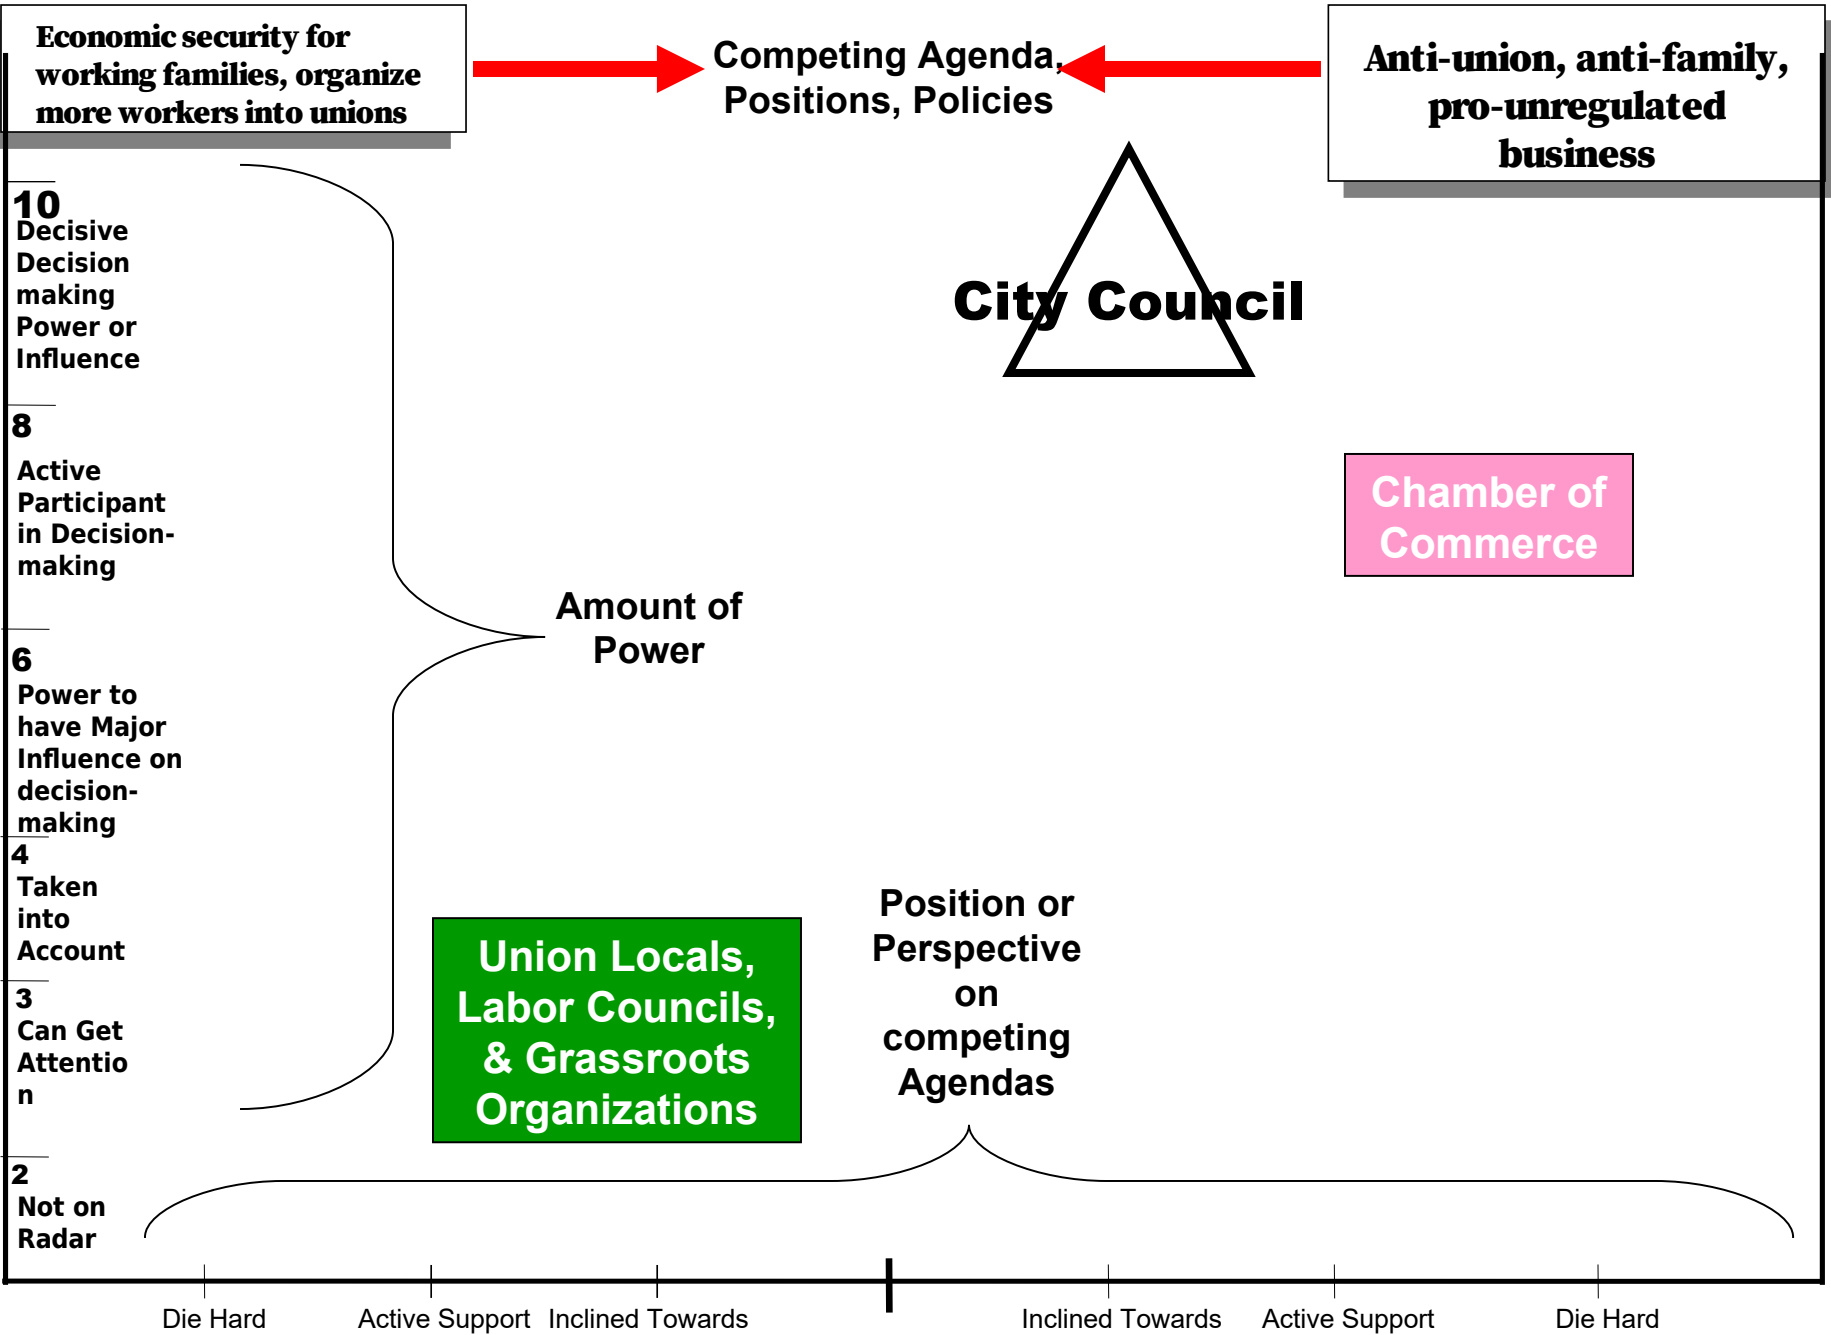 Economic security for
working families, organize
more workers into unions
Competing Agenda,
Positions, Policies
Anti-union, anti-family,
pro-unregulated
business
10
Decisive
Decision
making
Power or
Influence
City Council
8
Active
Participant
in Decision-
making
Chamber of
Commerce
Amount of
Power
6
Power to
have Major
Influence on
decision-
making
4
Taken
into
Account
Union Locals,
Labor Councils,
& Grassroots
Organizations
Position or
Perspective
on
competing
Agendas
3
Can Get
Attentio
n
2
Not on
Radar
Die Hard
Active Support
Inclined Towards
Inclined Towards
Active Support
Die Hard